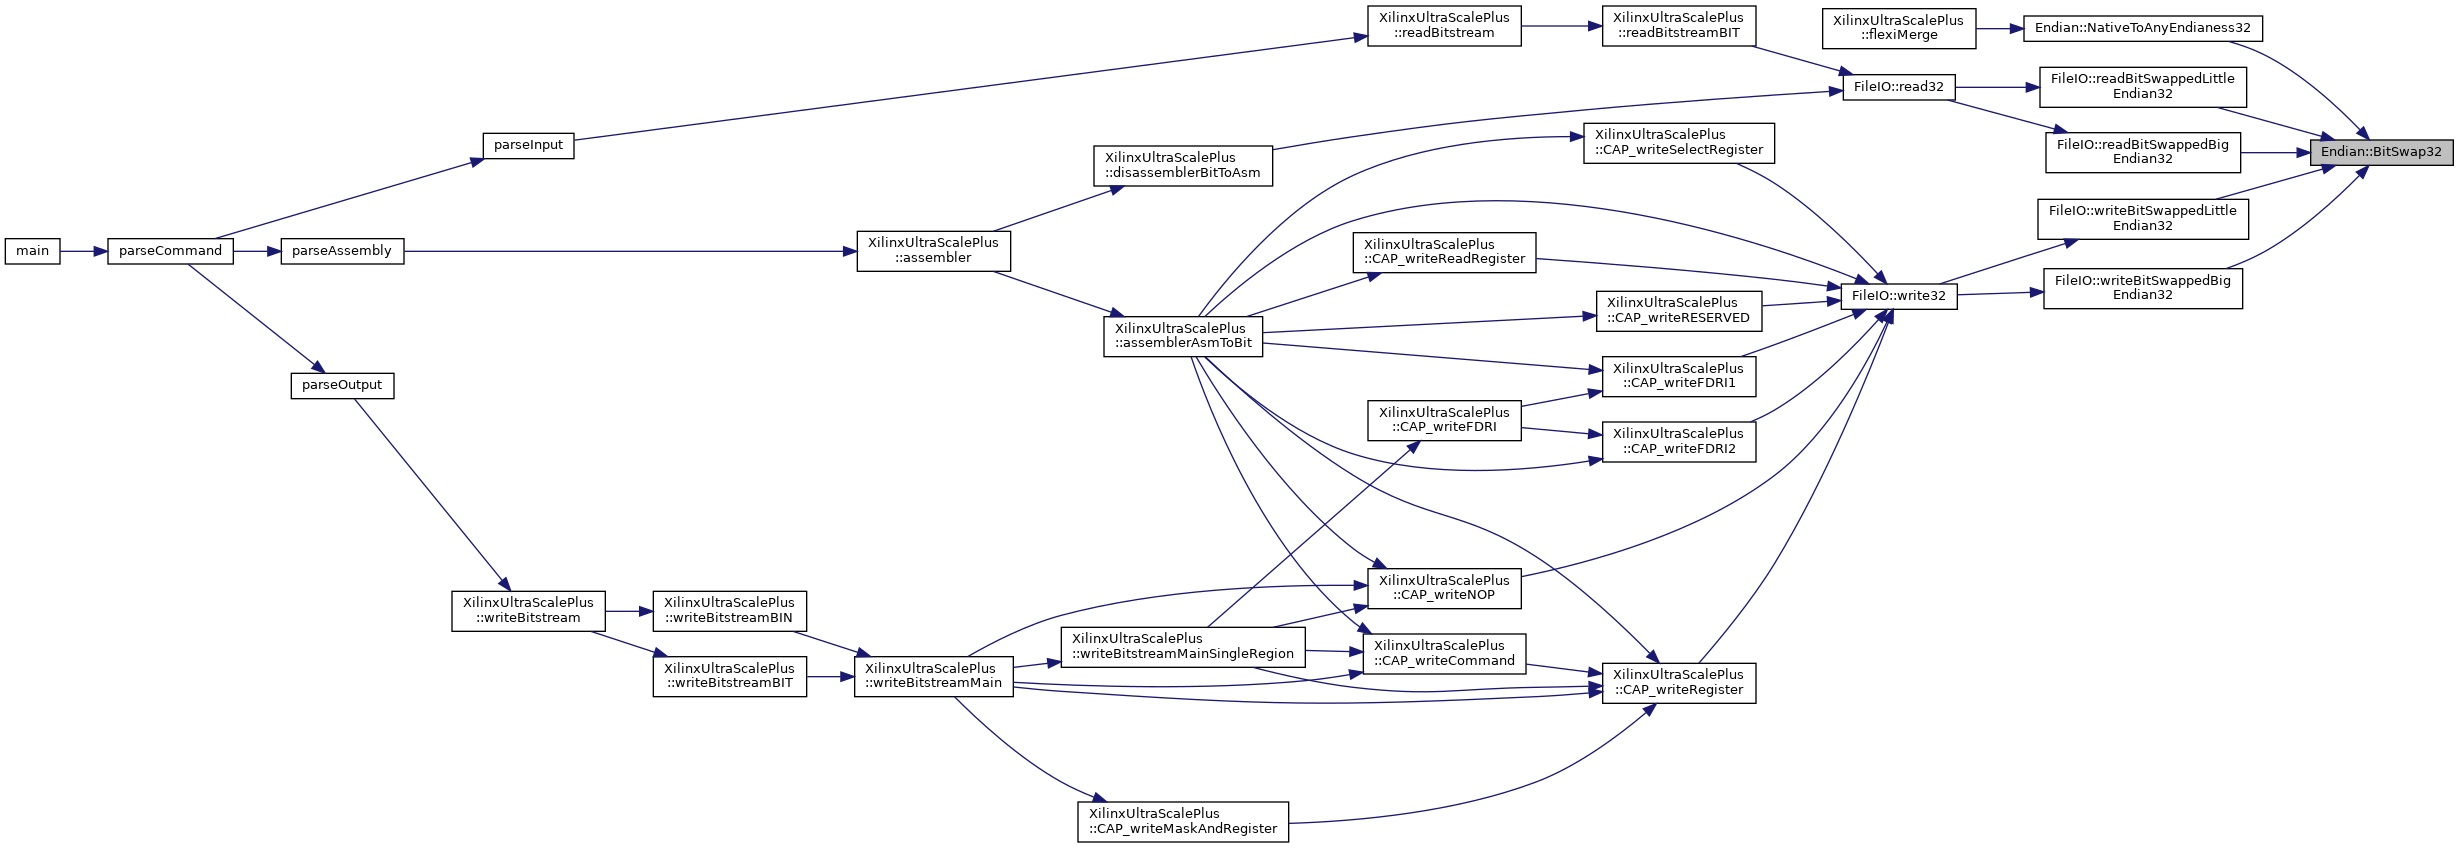 main
parseCommand
parseInput
parseAssembly
parseOutput
XilinxUltraScalePlus
::writeBitstream
XilinxUltraScalePlus
::writeBitstreamBIN
XilinxUltraScalePlus
::writeBitstreamBIT
XilinxUltraScalePlus
::assembler
XilinxUltraScalePlus
::writeBitstreamMain
XilinxUltraScalePlus
::disassemblerBitToAsm
XilinxUltraScalePlus
::assemblerAsmToBit
XilinxUltraScalePlus
::writeBitstreamMainSingleRegion
XilinxUltraScalePlus
::CAP_writeMaskAndRegister
XilinxUltraScalePlus
::readBitstream
XilinxUltraScalePlus
::CAP_writeReadRegister
XilinxUltraScalePlus
::CAP_writeFDRI
XilinxUltraScalePlus
::CAP_writeNOP
XilinxUltraScalePlus
::CAP_writeCommand
XilinxUltraScalePlus
::readBitstreamBIT
XilinxUltraScalePlus
::CAP_writeSelectRegister
XilinxUltraScalePlus
::CAP_writeRESERVED
XilinxUltraScalePlus
::CAP_writeFDRI1
XilinxUltraScalePlus
::CAP_writeFDRI2
XilinxUltraScalePlus
::CAP_writeRegister
XilinxUltraScalePlus
::flexiMerge
FileIO::read32
FileIO::write32
Endian::NativeToAnyEndianess32
FileIO::readBitSwappedLittle
Endian32
FileIO::readBitSwappedBig
Endian32
FileIO::writeBitSwappedLittle
Endian32
FileIO::writeBitSwappedBig
Endian32
Endian::BitSwap32